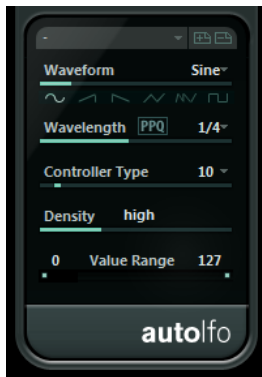 -
Waveform Sine
Wavelength PPQ 1/4
Controller Type 10
Density high
0 Value Range 127
autolfo